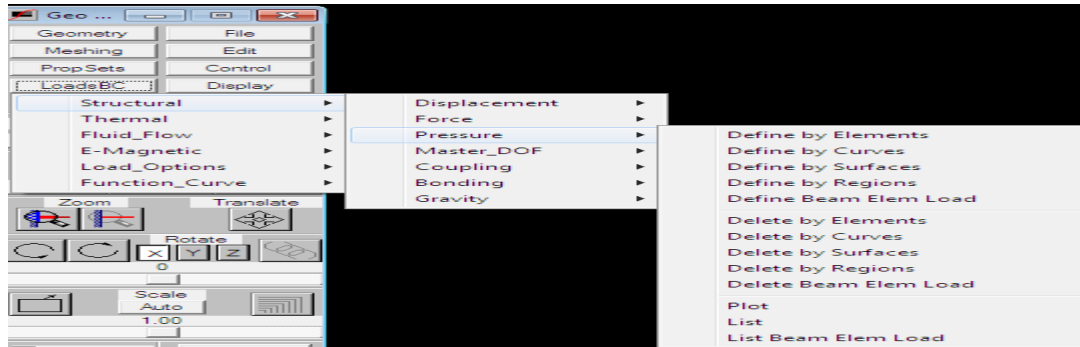 Geo ...
Geometry File
Meshing Edit
PropSets Control
LoadsBC Display
Structural
Thermal
Fluid_Flow
E-Magnetic
Load_Options
Function_Curve
Displacement
Force
Pressure
Master_DOF
Coupling
Bonding
Gravity
Define by Elements
Define by Curves
Define by Surfaces
Define by Regions
Define Beam Elem Load
Delete by Elements
Delete by Curves
Delete by Surfaces
Delete by Regions
Delete Beam Elem Load
Plot
List
List Beam Elem Load
Zoom Translate
Rotate
X Y Z
0
Scale
Auto
1.00